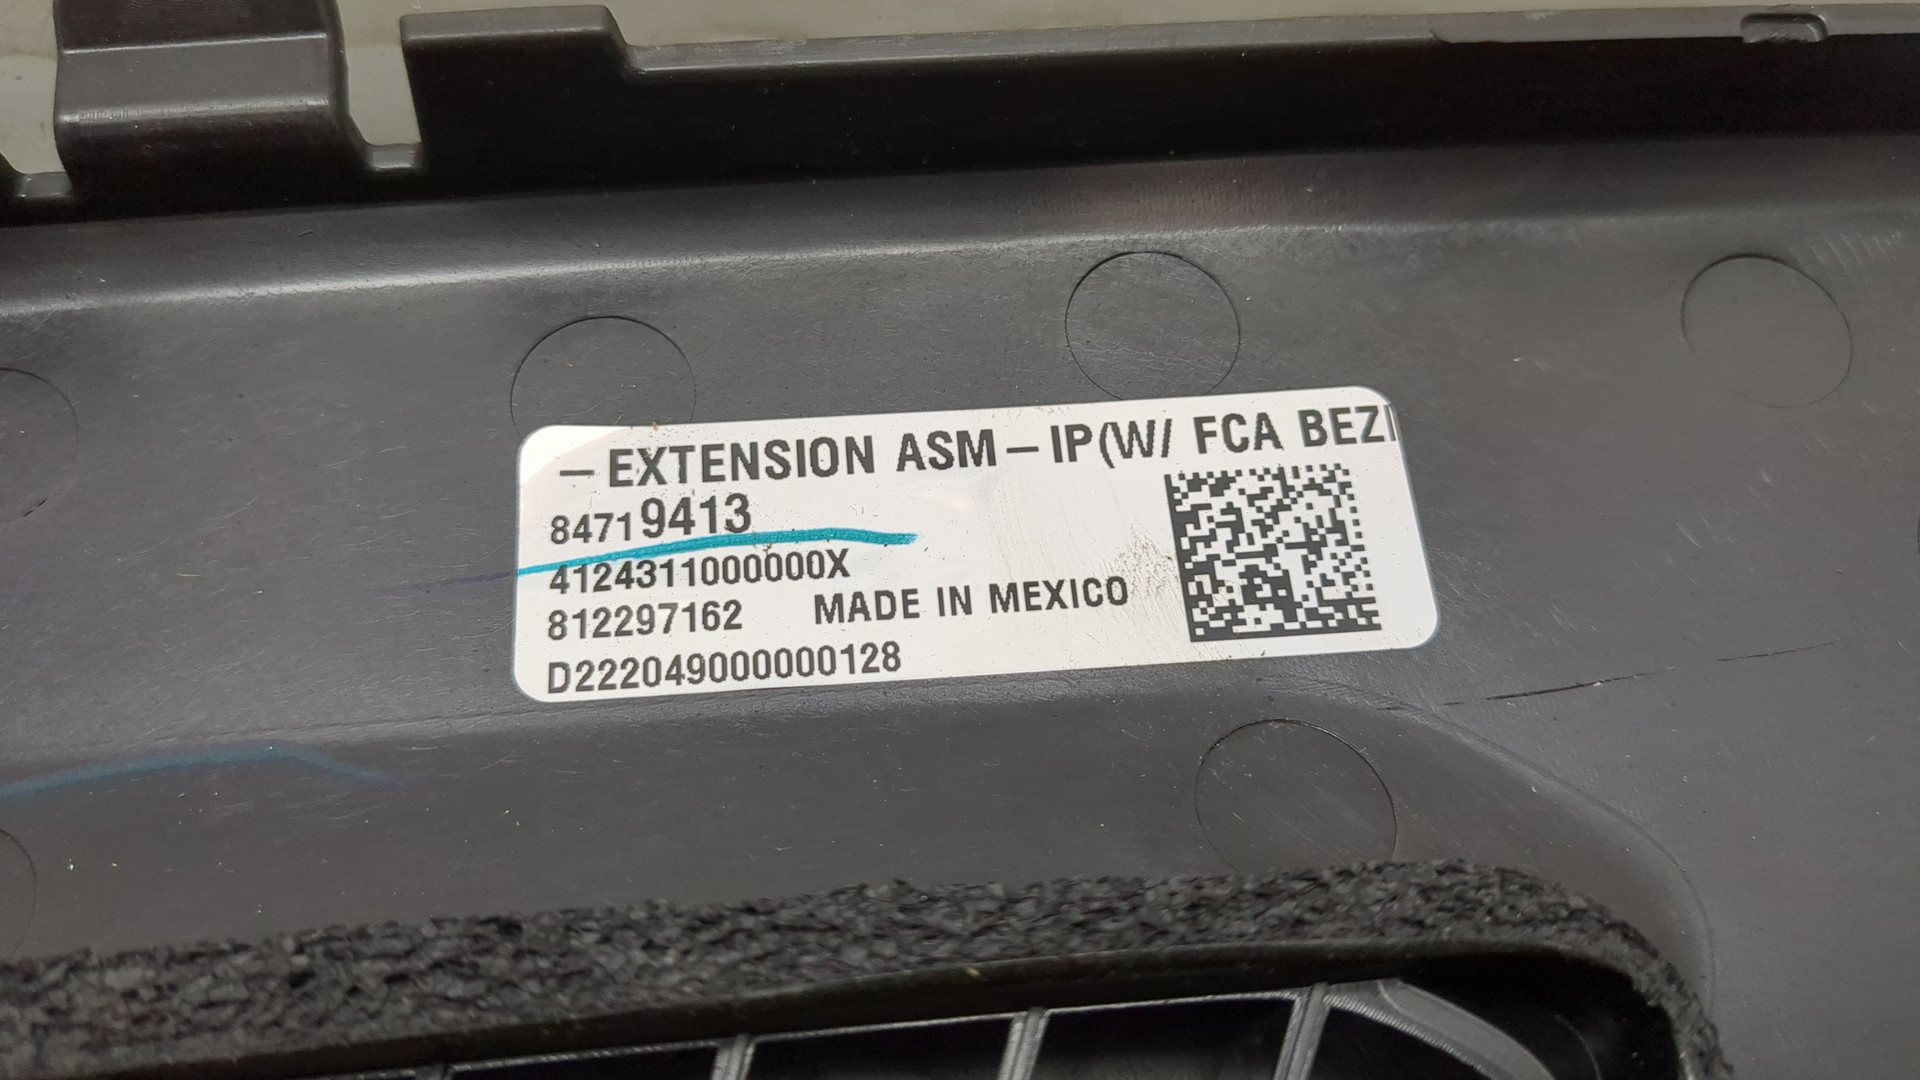 – EXTENSION ASM – IP(W/ FCA BEZ
84719413
4124311000000X
812297162 MADE IN MEXICO
D222049000000128